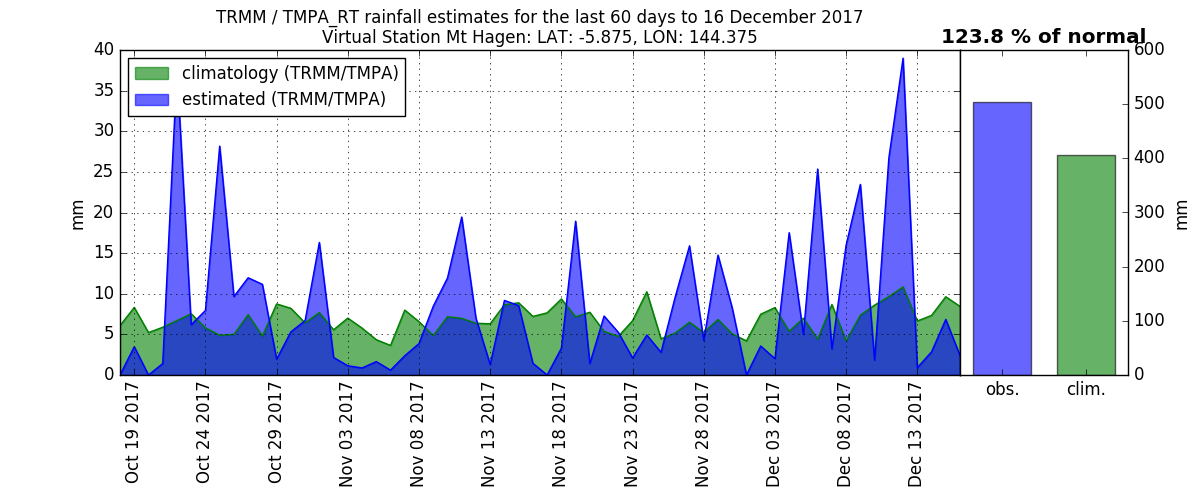 TRMM / TMPA_RT rainfall estimates for the last 60 days to 16 December 2017
Virtual Station Mt Hagen: LAT: -5.875, LON: 144.375
123.8 % of normal
climatology (TRMM/TMPA)
estimated (TRMM/TMPA)
40
35
30
25
20
15
10
5
0
mm
600
500
400
300
200
100
0
mm
obs.
clim.
Oct 19 2017
Oct 24 2017
Oct 29 2017
Nov 03 2017
Nov 08 2017
Nov 13 2017
Nov 18 2017
Nov 23 2017
Nov 28 2017
Dec 03 2017
Dec 08 2017
Dec 13 2017